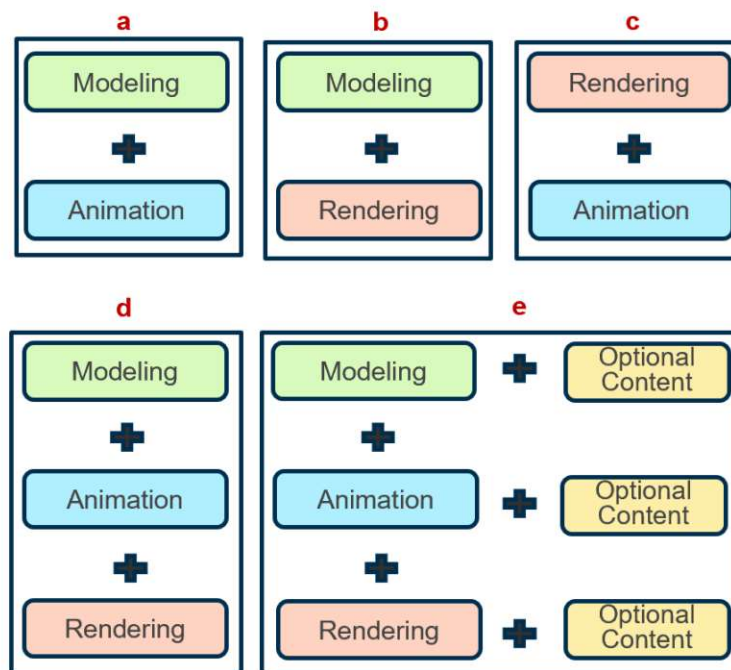 a
Modeling
Animation
b
Modeling
Rendering
c
Rendering
Animation
d
Modeling
Animation
Rendering
e
Modeling
Optional
Content
Animation
Optional
Content
Rendering
Optional
Content